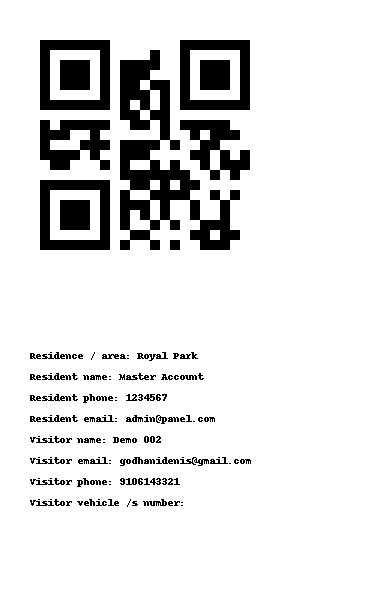 Residence / area: Royal Park
Resident name: Master Account
Resident phone: 1234567
Resident email: admin@panel.com
Visitor name: Demo 002
Visitor email: godhanidenis@gmail.com
Visitor phone: 9106143321
Visitor vehicle /s number: